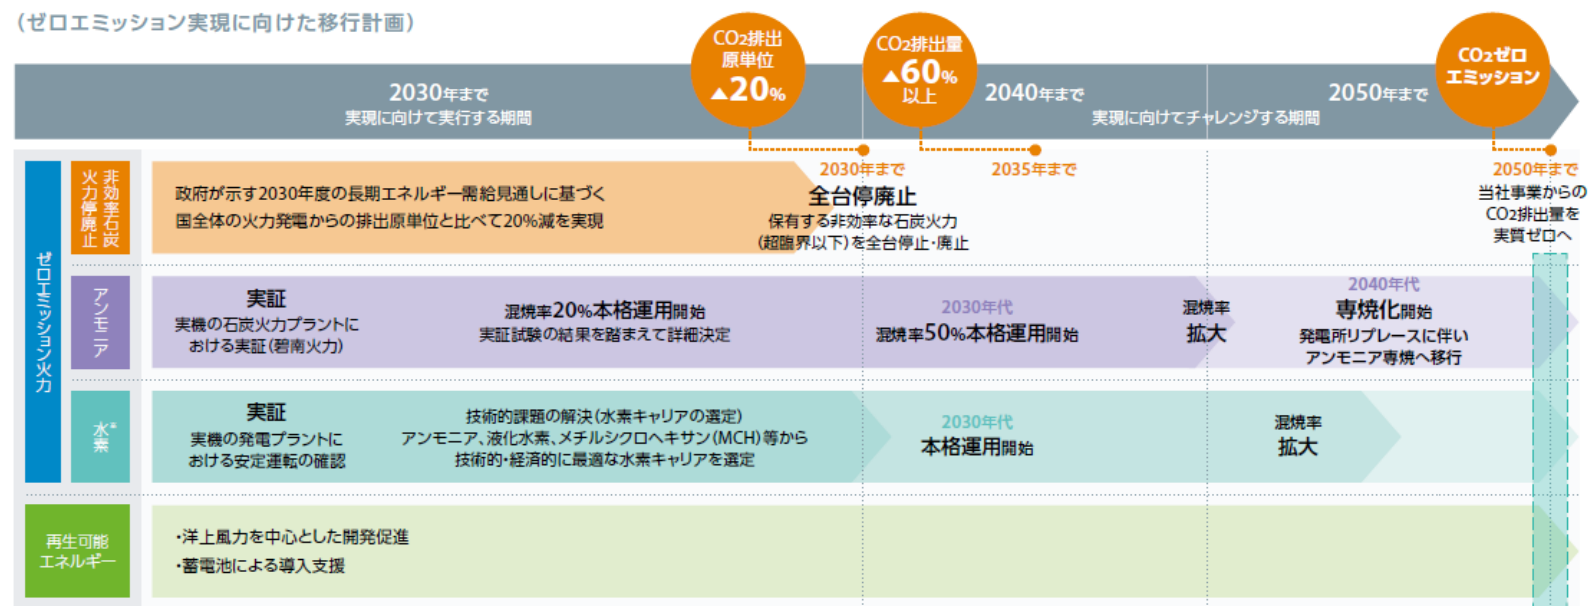 （ゼロエミッション実現に向けた移行計画）
CO2排出
原単位
▲20%
CO2排出量
▲60%
以上
CO2ゼロ
エミッション
2030年まで
実現に向けて実行する期間
2040年まで
2050年まで
実現に向けてチャレンジする期間
2030年まで
2035年まで
2050年まで
ゼロエミッション火力
非効率石炭
火力停廃止
政府が示す2030年度の長期エネルギー需給見通しに基づく
国全体の火力発電からの排出原単位と比べて20%減を実現
全台停廃止
保有する非効率な石炭火力
（超臨界以下）を全台停止・廃止
当社事業からの
CO2排出量を
実質ゼロへ
アンモニア
実証
実機の石炭火力プラントに
おける実証（碧南火力）
混焼率20%本格運用開始
実証試験の結果を踏まえて詳細決定
2030年代
混焼率50%本格運用開始
混焼率
拡大
2040年代
専焼化開始
発電所リプレースに伴い
アンモニア専焼へ移行
水素※
実証
実機の発電プラントに
おける安定運転の確認
技術的課題の解決（水素キャリアの選定）
アンモニア、液化水素、メチルシクロヘキサン（MCH）等から
技術的・経済的に最適な水素キャリアを選定
2030年代
本格運用開始
混焼率
拡大
再生可能
エネルギー
・洋上風力を中心とした開発促進
・蓄電池による導入支援